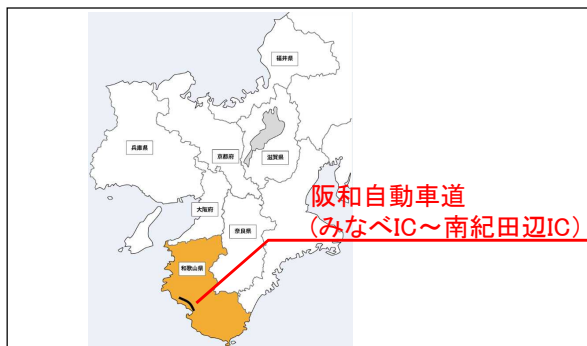 福井県
兵庫県
京都府
滋賀県
大阪府
奈良県
和歌山県
阪和自動車道
(みなべIC～南紀田辺IC)